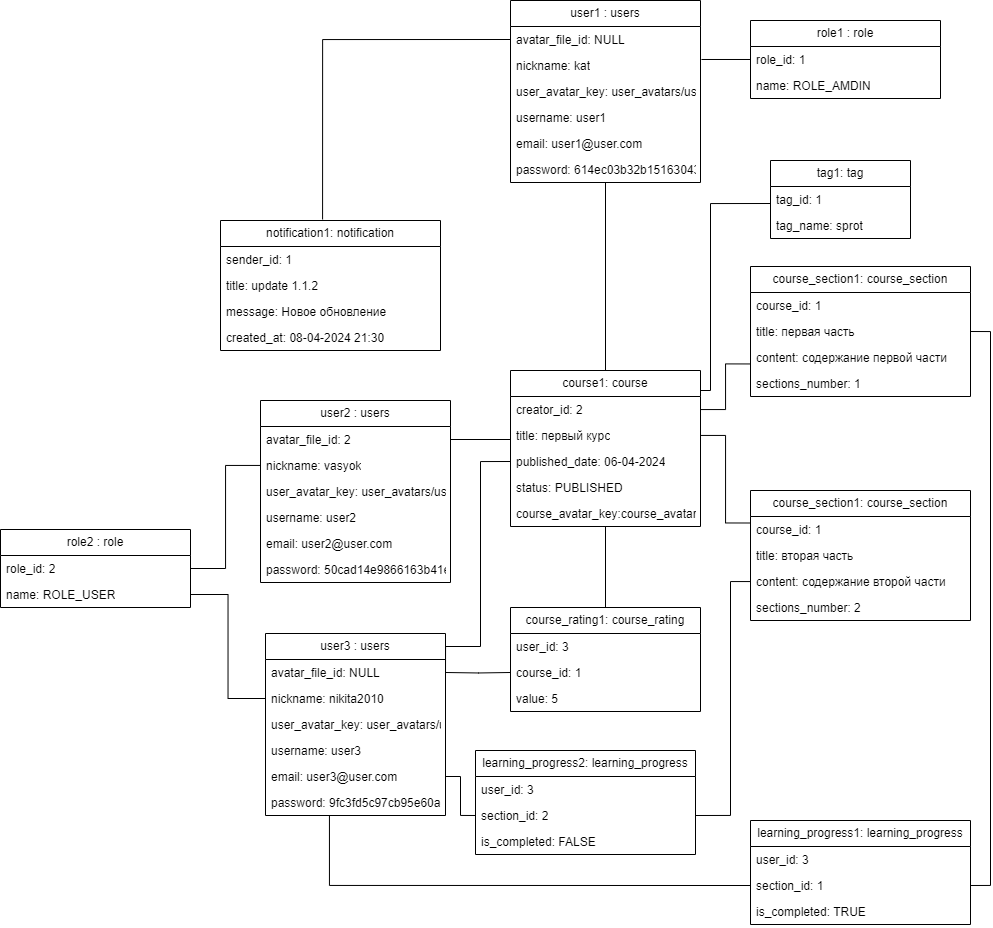 user1 : users
avatar_file_id: NULL
nickname: kat
user_avatar_key: user_avatars/us
username: user1
email: user1@user.com
password: 614ec03b32b1516304
role1 : role
role_id: 1
name: ROLE_AMDIN
tag1: tag
tag_id: 1
tag_name: sprot
notification1: notification
sender_id: 1
title: update 1.1.2
message: Новое обновление
created_at: 08-04-2024 21:30
course_section1: course_section
course_id: 1
title: первая часть
content: содержание первой части
sections_number: 1
course1: course
creator_id: 2
title: первый курс
published_date: 06-04-2024
status: PUBLISHED
course_avatar_key:course_avatar
user2 : users
avatar_file_id: 2
nickname: vasyok
user_avatar_key: user_avatars/us
username: user2
email: user2@user.com
password: 50cad14e9866163b41
course_section1: course_section
course_id: 1
title: вторая часть
content: содержание второй части
sections_number: 2
role2 : role
role_id: 2
name: ROLE_USER
course_rating1: course_rating
user_id: 3
course_id: 1
value: 5
user3 : users
avatar_file_id: NULL
nickname: nikita2010
user_avatar_key: user_avatars/
username: user3
email: user3@user.com
password: 9fc3fd5c97cb95e60a
learning_progress2: learning_progress
user_id: 3
section_id: 2
is_completed: FALSE
learning_progress1: learning_progress
user_id: 3
section_id: 1
is_completed: TRUE